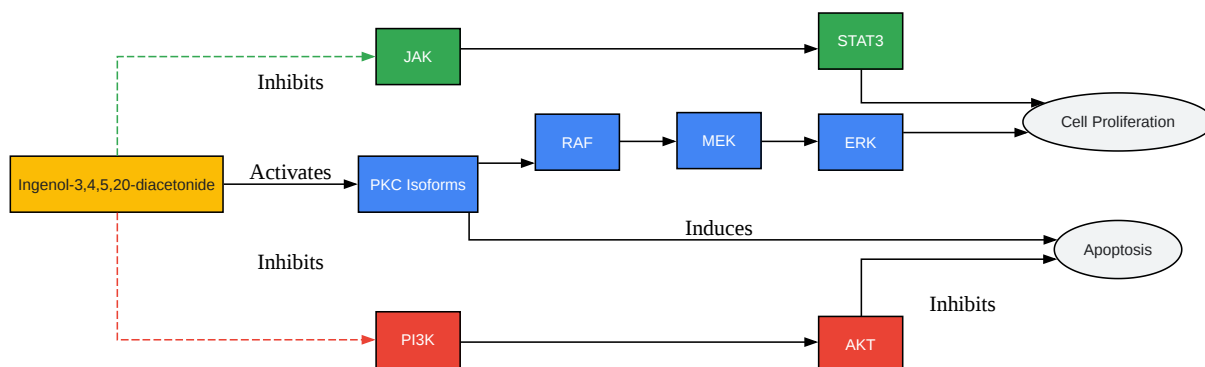 STAT3
JAK
Inhibits
Cell Proliferation
RAF
MEK
ERK
Ingenol-3,4,5,20-diacetonide
Activates
PKC Isoforms
Induces
Apoptosis
Inhibits
Inhibits
PI3K
AKT